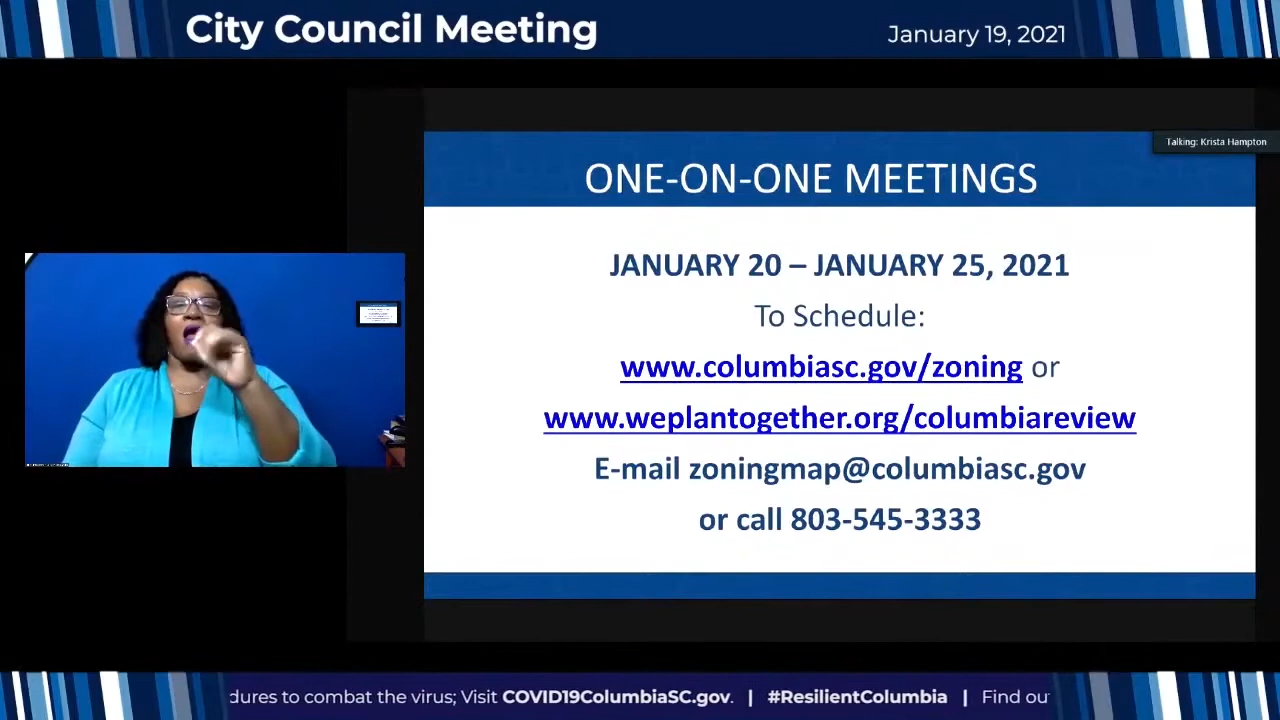 City Council Meeting
January 19, 2021
Talking: Krista Hampton
ONE-ON-ONE MEETINGS
JANUARY 20 – JANUARY 25, 2021
To Schedule:
www.columbiasc.gov/zoning or
www.weplantogether.org/columbiareview
E-mail zoningmap@columbiasc.gov
or call 803-545-3333
dures to combat the virus; Visit COVID19ColumbiaSC.gov. | #ResilientColumbia | Find ou